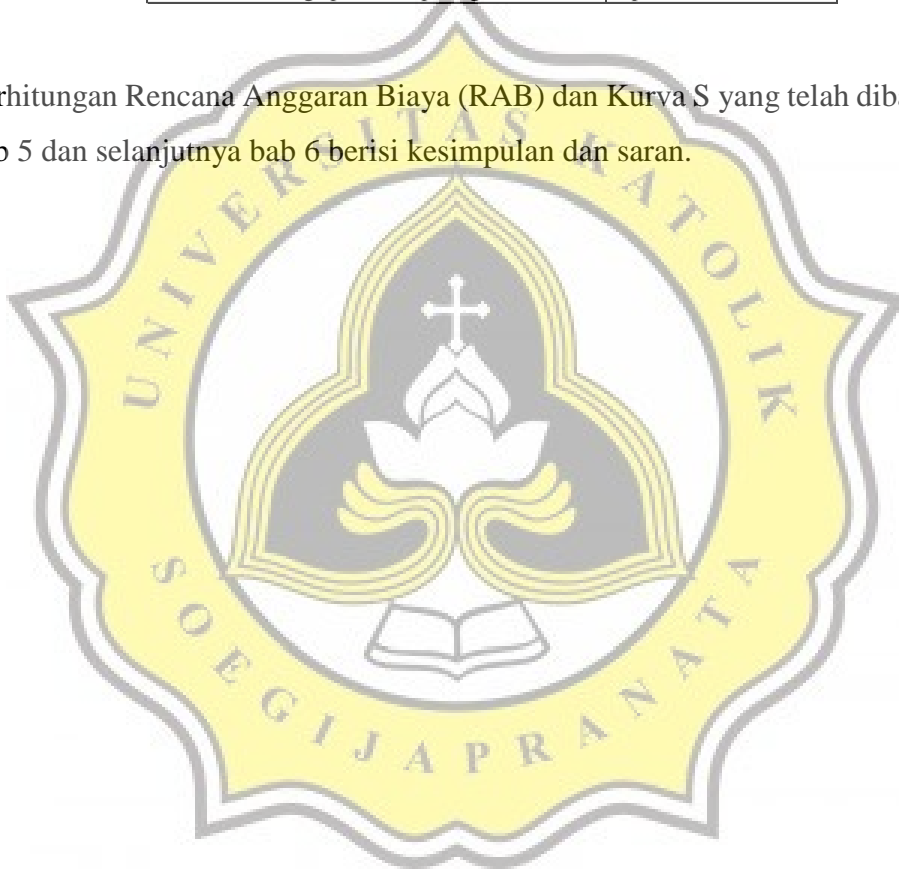 rhitungan Rencana Anggaran Biaya (RAB) dan Kurva S yang telah diba
5 dan selanjutnya bab 6 berisi kesimpulan dan saran.
UNIVERSITAS KATOLIK
SOEGIJAPRANATA